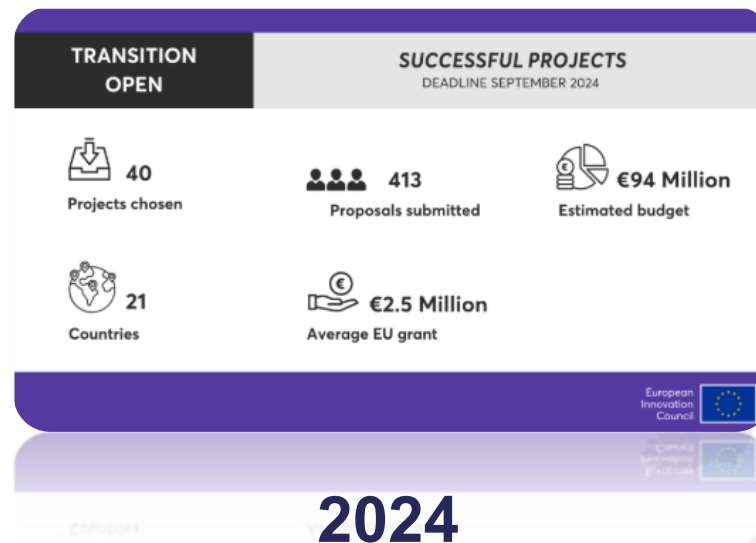 TRANSITION
OPEN
SUCCESSFUL PROJECTS
DEADLINE SEPTEMBER 2024
40
Projects chosen
413
Proposals submitted
€94 Million
Estimated budget
21
Countries
€2.5 Million
Average EU grant
European
Innovation
Council
2024